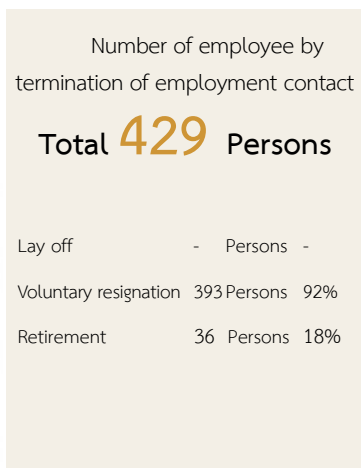 Number of employee by
termination of employment contact
Total 429 Persons
Lay off - Persons -
Voluntary resignation 393 Persons 92%
Retirement 36 Persons 18%